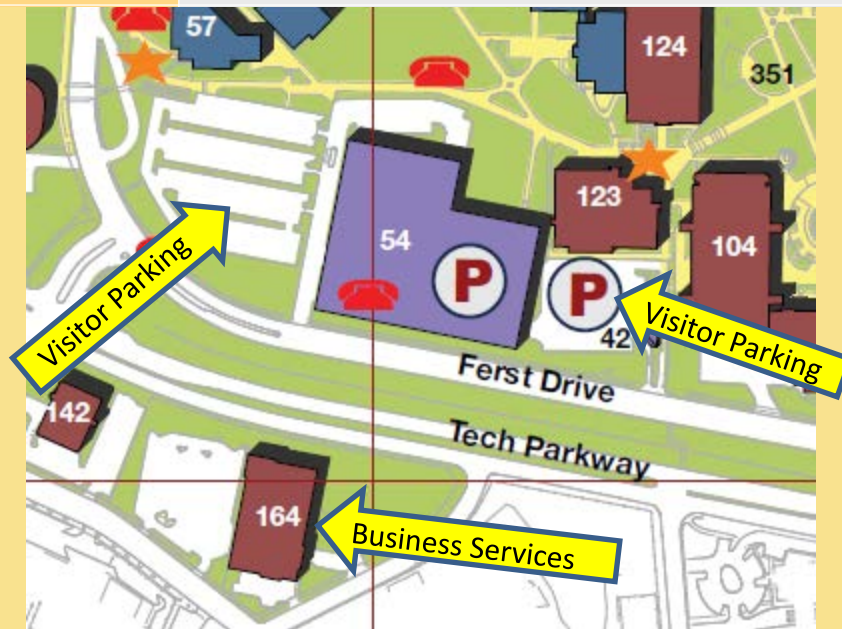 57
124
351
123
54
P
104
P
Visitor Parking
Visitor Parking
42
Ferst Drive
142
Tech Parkway
164
Business Services